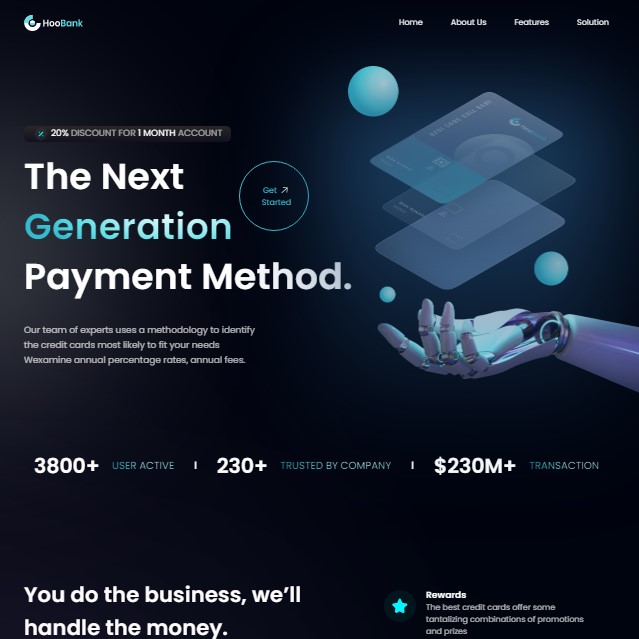 HooBank
Home About Us Features Solution
20% DISCOUNT FOR 1 MONTH ACCOUNT
The Next
Generation
Payment Method.
Get
Started
Our team of experts uses a methodology to identify
the credit cards most likely to fit your needs
Wexamine annual percentage rates, annual fees.
3800+ USER ACTIVE
230+ TRUSTED BY COMPANY
$230M+ TRANSACTION
You do the business, we’ll
handle the money.
Rewards
The best credit cards offer some
tantalizing combinations of promotions
and prizes